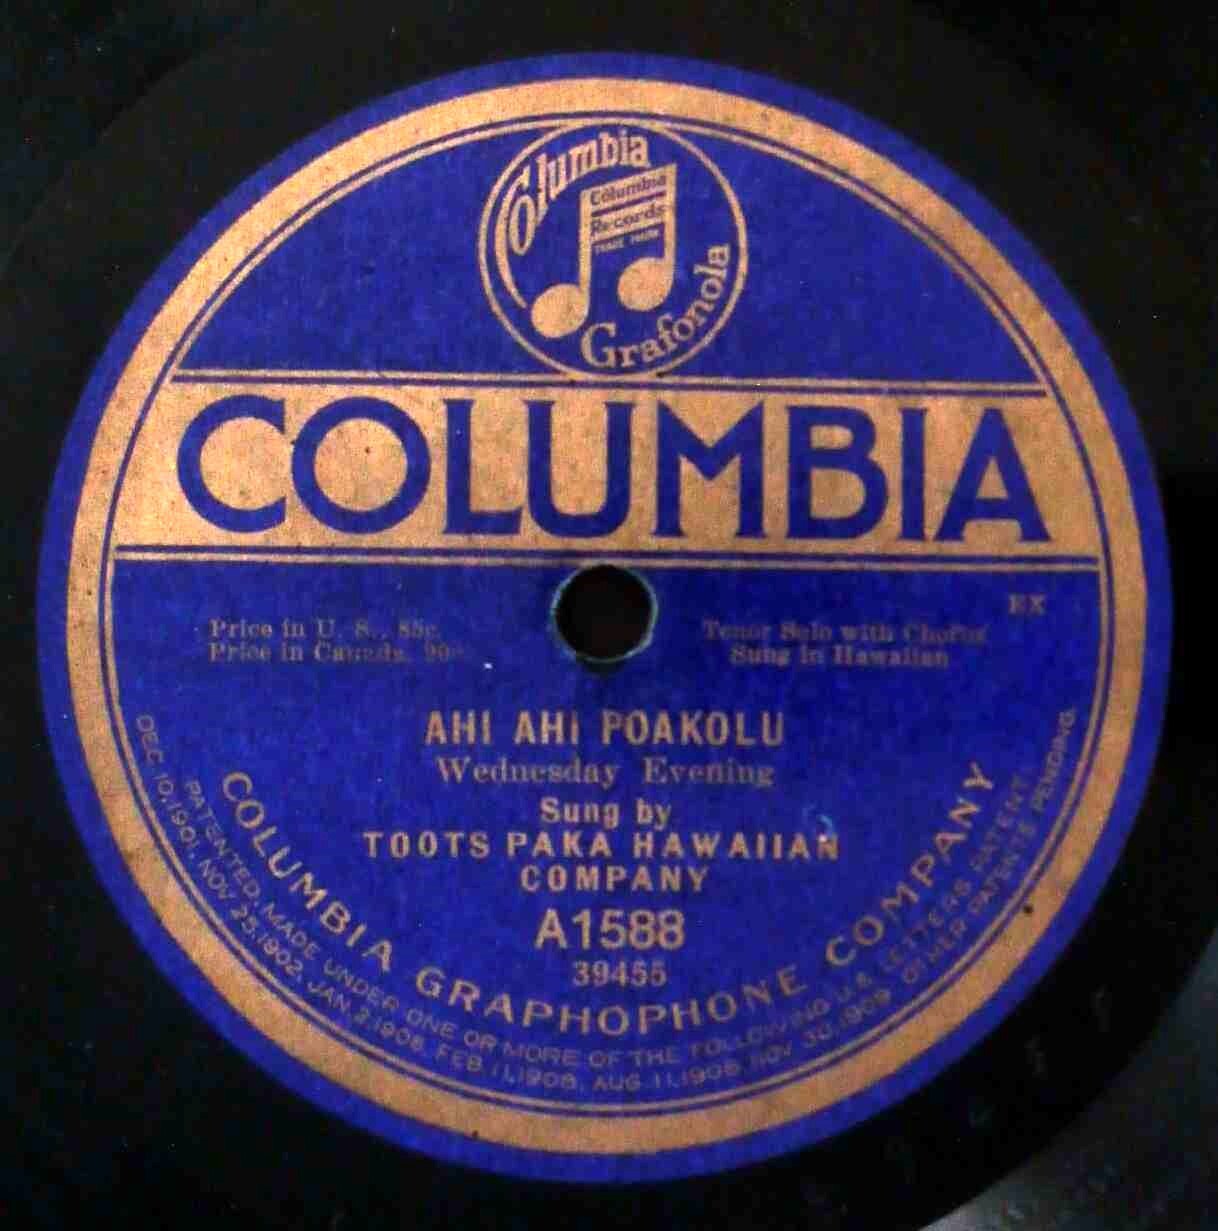 Columbia
Columbia
Records
TRADE MARK
Grafonola
COLUMBIA
EX
Price in U. S., 85c.
Price in Canada, 90c
Tenor Solo with Chorus
Sung in Hawaiian
AHI AHI POAKOLU
Wednesday Evening
Sung by
TOOTS PAKA HAWAIIAN
COMPANY
A1588
39455
COLUMBIA GRAPHOPHONE COMPANY
PATENTED, MADE UNDER ONE OR MORE OF THE FOLLOWING U.S. LETTERS PATENT:
DEC. 10, 1901, NOV. 25, 1902, JAN. 2, 1906, FEB. 11, 1908, AUG. 11, 1908, NOV. 30, 1909. OTHER PATENTS PENDING.